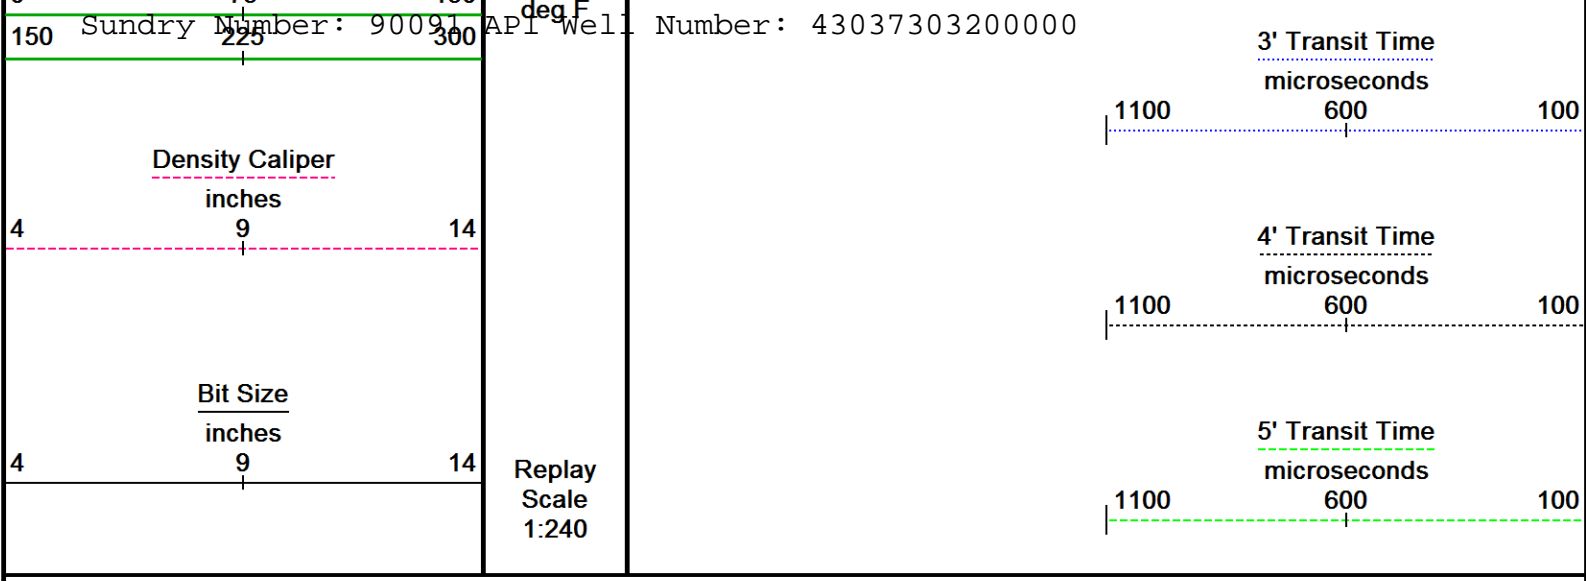 deg F
Sundry Number: 90091 API Well Number: 43037303200000
150 225 300
3' Transit Time
microseconds
1100 600 100
Density Caliper
inches
4 9 14
4' Transit Time
microseconds
1100 600 100
Bit Size
inches
4 9 14
5' Transit Time
microseconds
1100 600 100
Replay
Scale
1:240